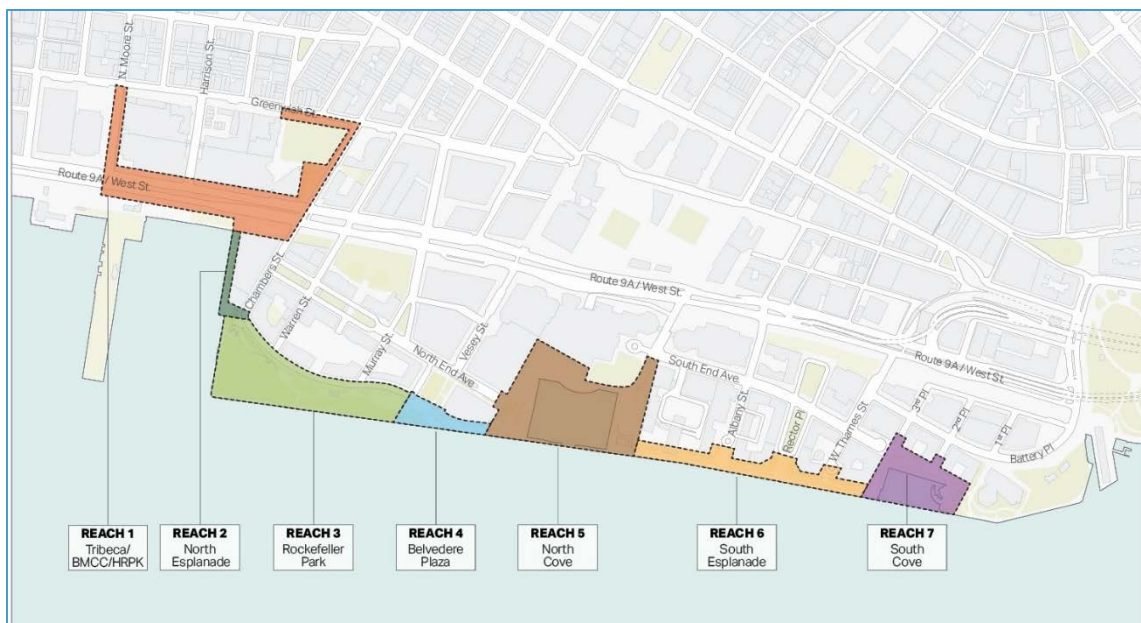 N. Moore St.
Harrison St.
Greenwich St.
Route 9A / West St.
Chambers St.
Warren St.
Murray St.
North End Ave.
Vesey St.
Route 9A / West St.
South End Ave.
Albany St.
Rector Pl
W. Thames St.
Route 9A / West St.
3rd Pl
2nd Pl
1st Pl
Battery Pl
REACH 1
Tribeca/
BMCC/HRPK
REACH 2
North
Esplanade
REACH 3
Rockefeller
Park
REACH 4
Belvedere
Plaza
REACH 5
North
Cove
REACH 6
South
Esplanade
REACH 7
South
Cove